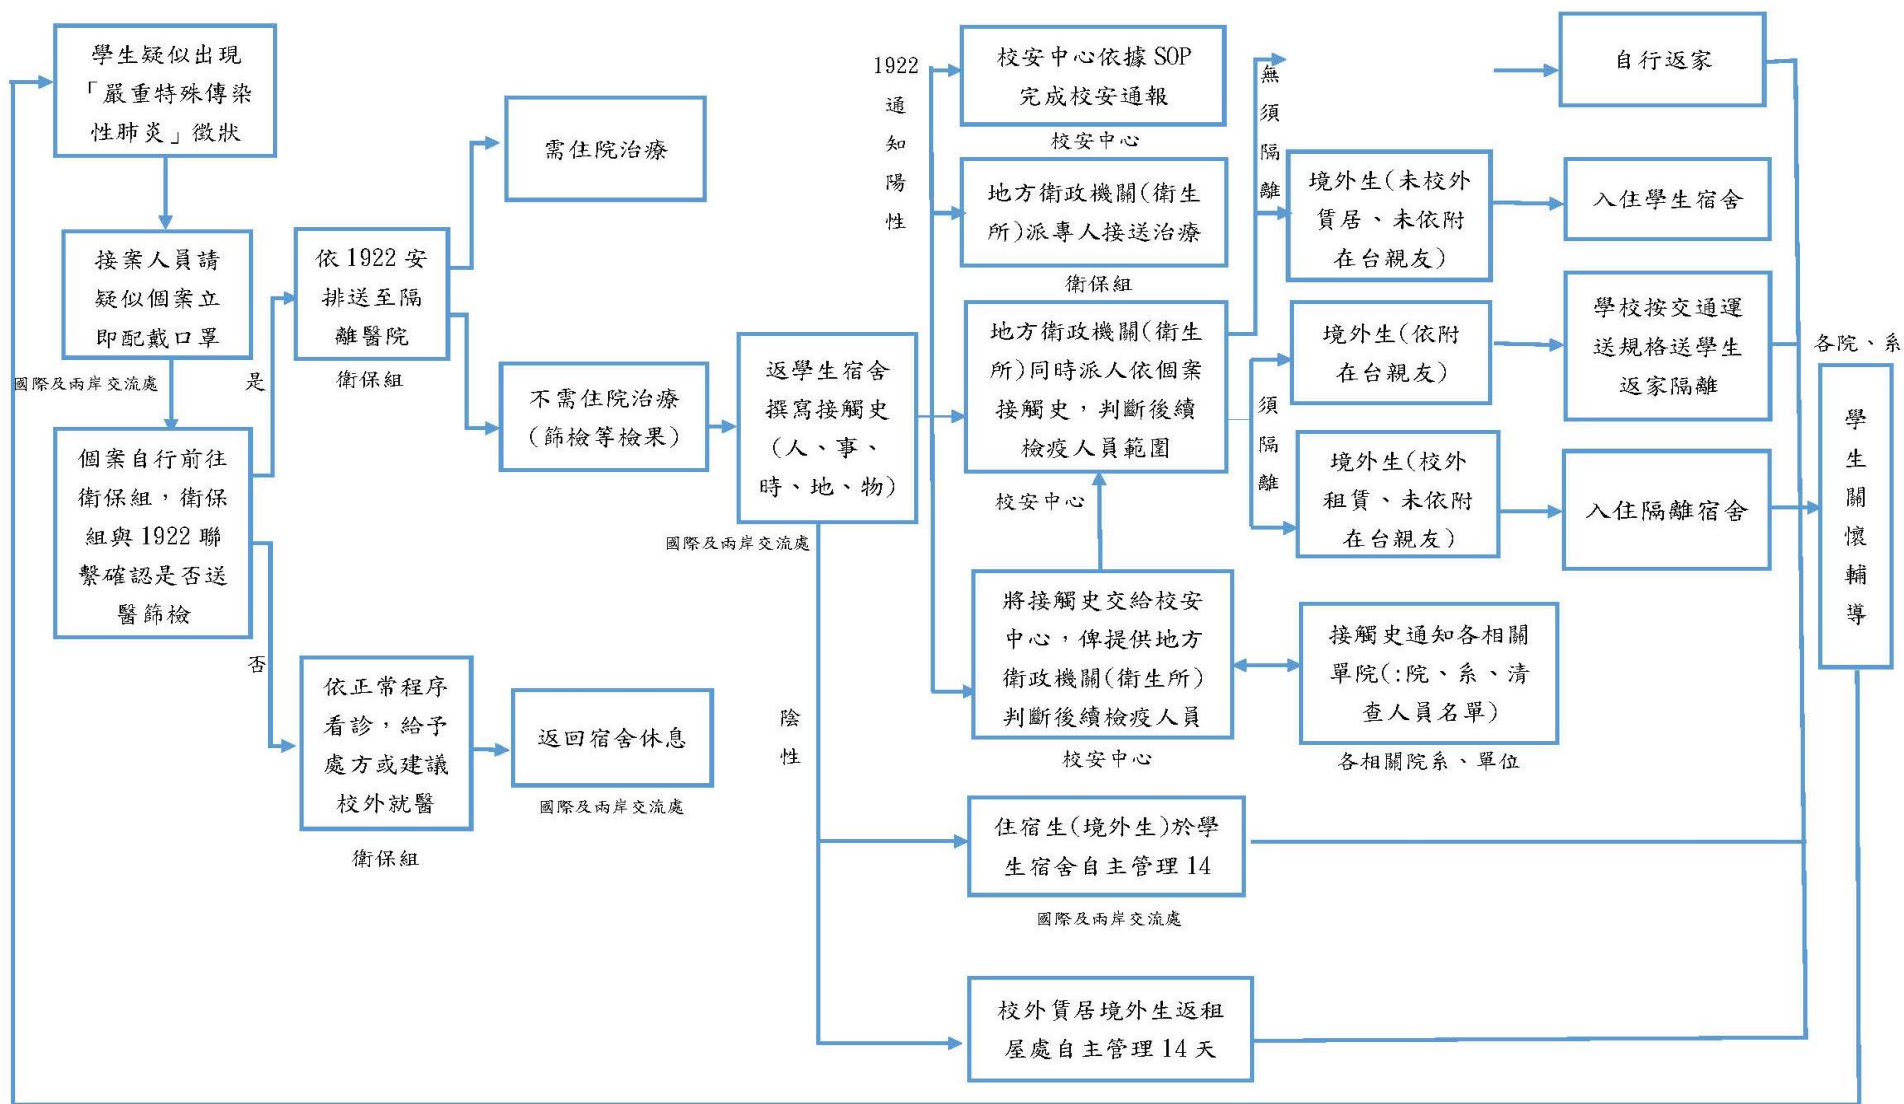 學生疑似出現
「嚴重特殊傳染
性肺炎」徵狀
接案人員請
疑似個案立
即配戴口罩
國際及兩岸交流處
個案自行前往
衛保組，衛保
組與1922聯
繫確認是否送
醫篩檢
是
否
依1922安
排送至隔
離醫院
衛保組
依正常程序
看診，給予
處方或建議
校外就醫
衛保組
需住院治療
不需住院治療
(篩檢等檢果)
返回宿舍休息
國際及兩岸交流處
返學生宿舍
撰寫接觸史
(人、事、
時、地、物)
國際及兩岸交流處
1922
通
知
陽
性
陰
性
校安中心依據SOP
完成校安通報
校安中心
地方衛政機關(衛生
所)派專人接送治療
衛保組
地方衛政機關(衛生
所)同時派人依個案
接觸史，判斷後續
檢疫人員範圍
校安中心
將接觸史交給校安
中心，俾提供地方
衛政機關(衛生所)
判斷後續檢疫人員
校安中心
住宿生(境外生)於學
生宿舍自主管理14
國際及兩岸交流處
校外賃居境外生返租
屋處自主管理14天
無
須
隔
離
須
隔
離
境外生(未校外
賃居、未依附
在台親友)
境外生(依附
在台親友)
境外生(校外
租賃、未依附
在台親友)
接觸史通知各相關
單院(:院、系、清
查人員名單)
各相關院系、單位
自行返家
入住學生宿舍
學校按交通運
送規格送學生
返家隔離
入住隔離宿舍
各院、系
學
生
關
懷
輔
導